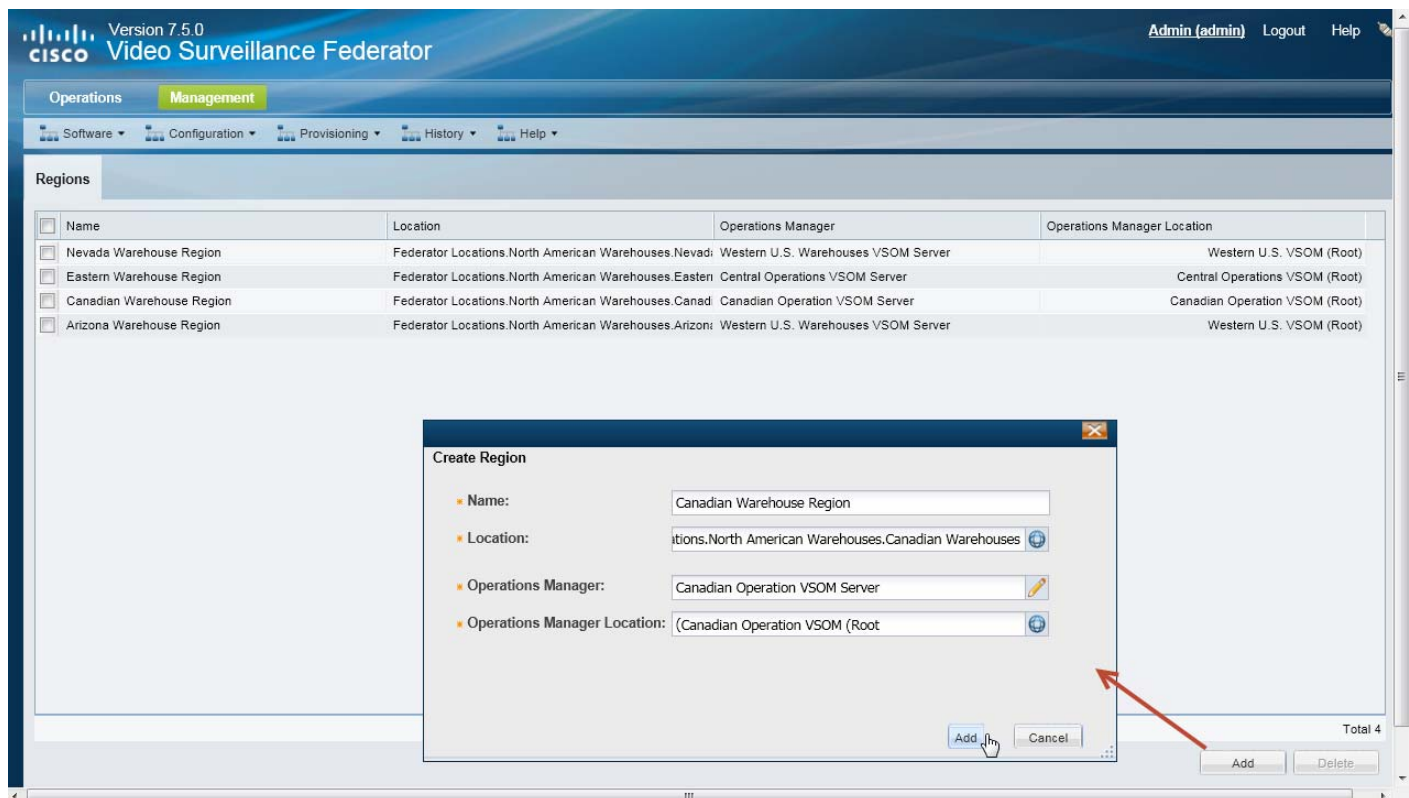 Version 7.5.0
CISCO Video Surveillance Federator
Admin (admin) Logout Help
Operations Management
Software Configuration Provisioning History Help
Regions
Name Location Operations Manager Operations Manager Location
Nevada Warehouse Region Federator Locations.North American Warehouses.Nevad Western U.S. Warehouses VSOM Server Western U.S. VSOM (Root)
Eastern Warehouse Region Federator Locations.North American Warehouses.Easter Central Operations VSOM Server Central Operations VSOM (Root)
Canadian Warehouse Region Federator Locations.North American Warehouses.Canad Canadian Operation VSOM Server Canadian Operation VSOM (Root)
Arizona Warehouse Region Federator Locations.North American Warehouses.Arizon Western U.S. Warehouses VSOM Server Western U.S. VSOM (Root)
Create Region
Name: Canadian Warehouse Region
Location: ations.North American Warehouses.Canadian Warehouses
Operations Manager: Canadian Operation VSOM Server
Operations Manager Location: (Canadian Operation VSOM (Root
Add Cancel
Total 4
Add Delete